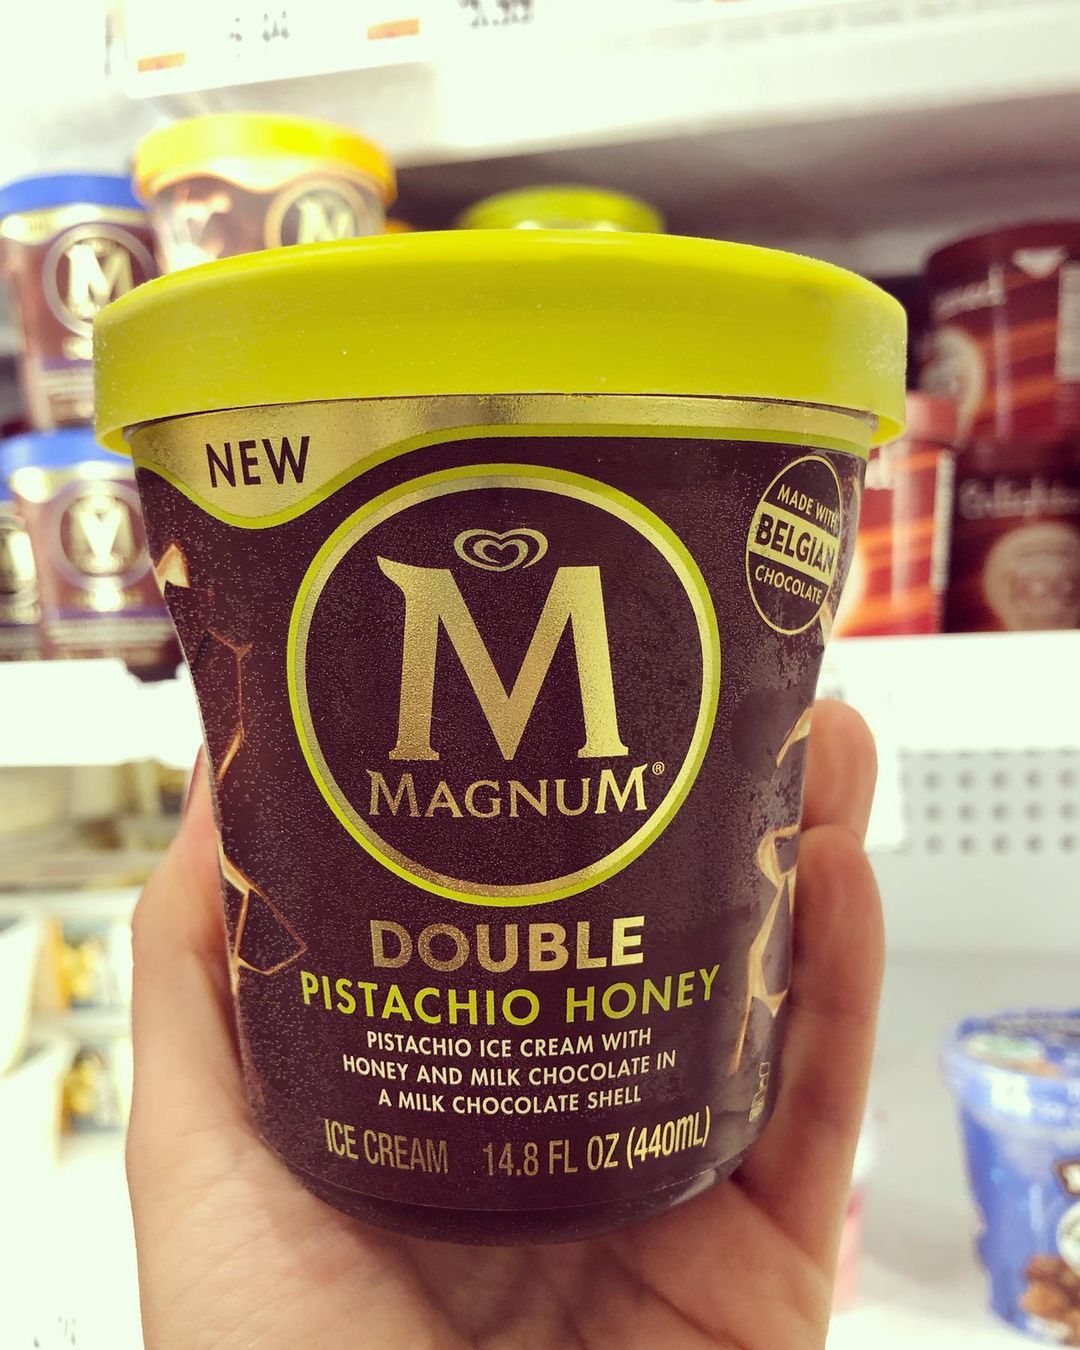 NEW
MADE WITH
BELGIAN
CHOCOLATE
M
MAGNUM®
DOUBLE
PISTACHIO HONEY
PISTACHIO ICE CREAM WITH
HONEY AND MILK CHOCOLATE IN
A MILK CHOCOLATE SHELL
ICE CREAM 14.8 FL OZ (440mL)
M
M